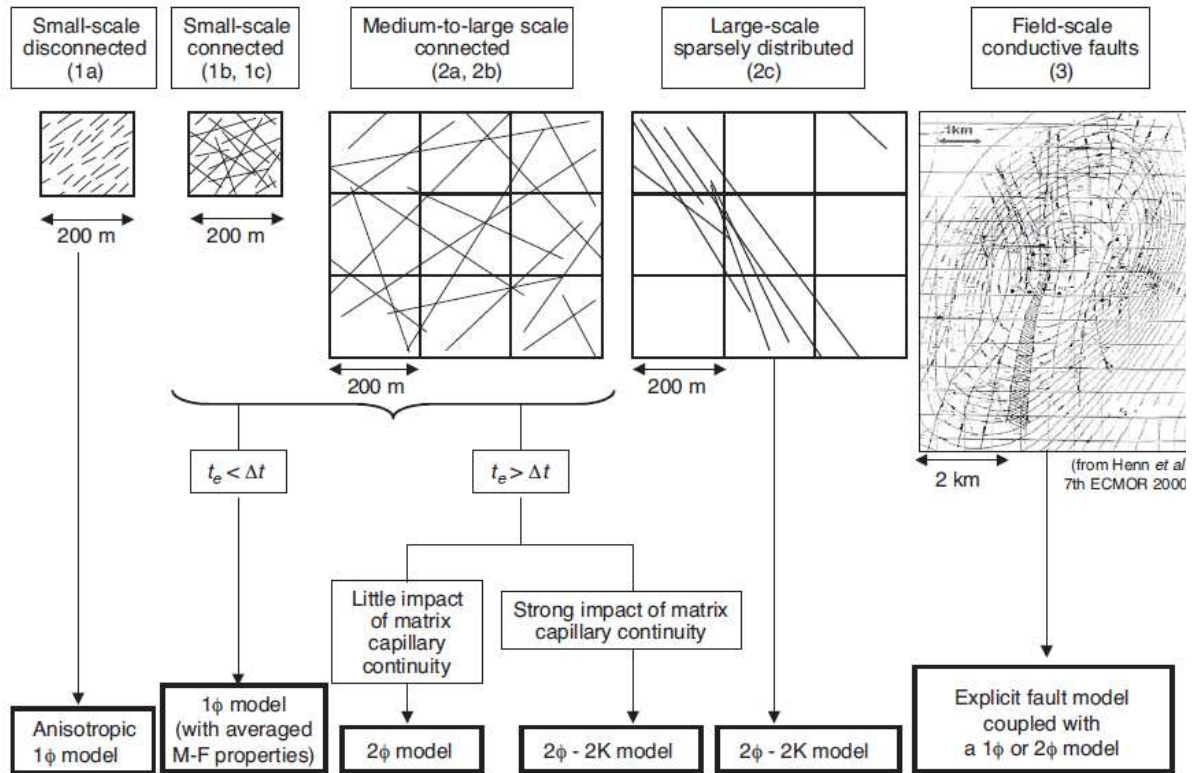 Small-scale
disconnected
(1a)
Small-scale
connected
(1b, 1c)
Medium-to-large scale
connected
(2a, 2b)
Large-scale
sparsely distributed
(2c)
Field-scale
conductive faults
(3)
1km
200 m
200 m
200 m
200 m
2 km
(from Henn et al.
7th ECMOR 2000
tₑ < Δt
tₑ > Δt
Little impact
of matrix
capillary
continuity
Strong impact of matrix
capillary continuity
Anisotropic
1ϕ model
1ϕ model
(with averaged
M-F properties)
2ϕ model
2ϕ - 2K model
2ϕ - 2K model
Explicit fault model
coupled with
a 1ϕ or 2ϕ model